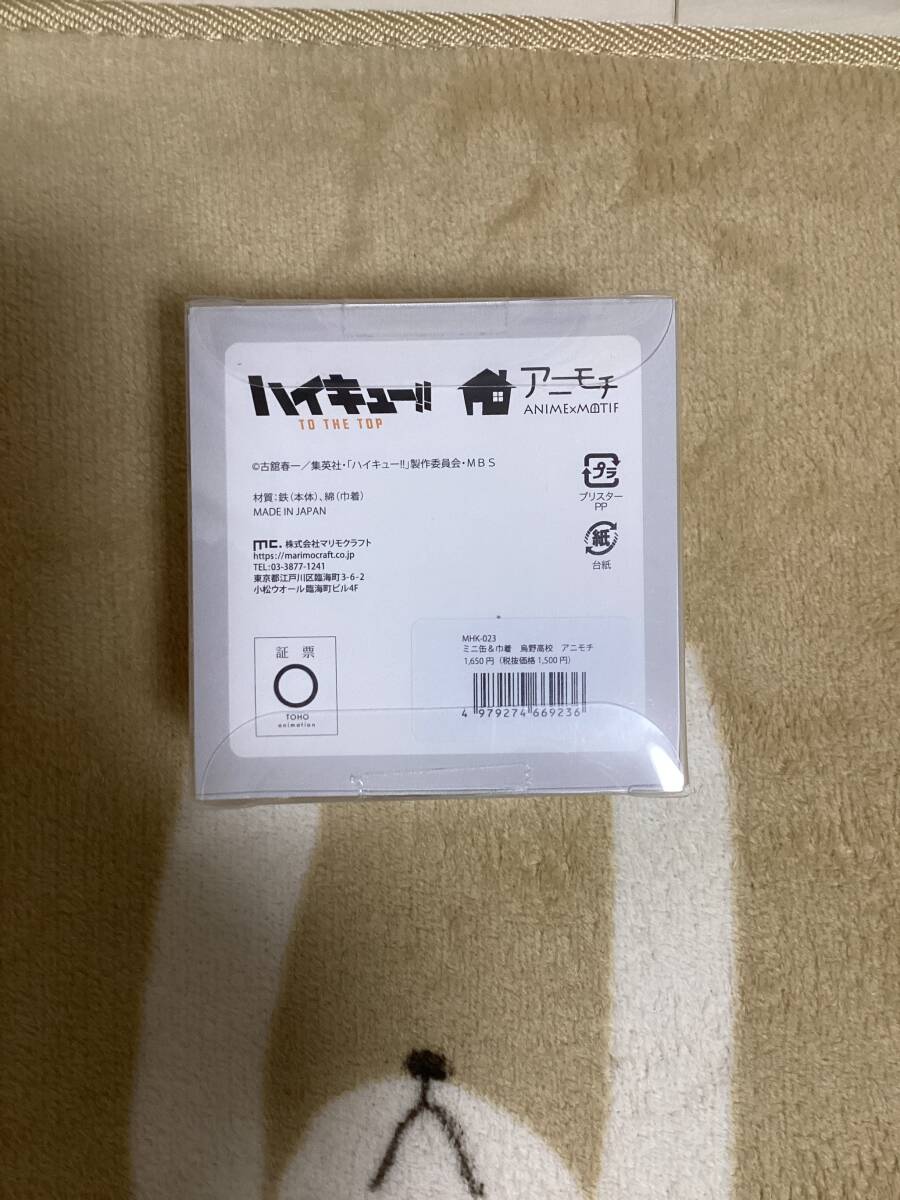 ハイキュー!!
TO THE TOP
アニモチ
ANIME×MOTIF
©古舘春一／集英社・「ハイキュー!!」製作委員会・MBS
材質：鉄（本体）、綿（巾着）
MADE IN JAPAN
プラ
ブリスター
PP
紙
台紙
mc. 株式会社マリモクラフト
https://marimocraft.co.jp
TEL:03-3877-1241
東京都江戸川区臨海町3-6-2
小松ウオール臨海町ビル4F
証票
TOHO
animation
MHK-023
ミニ缶＆巾着　烏野高校　アニモチ
1,650円（税抜価格1,500円）
4 979274 669236